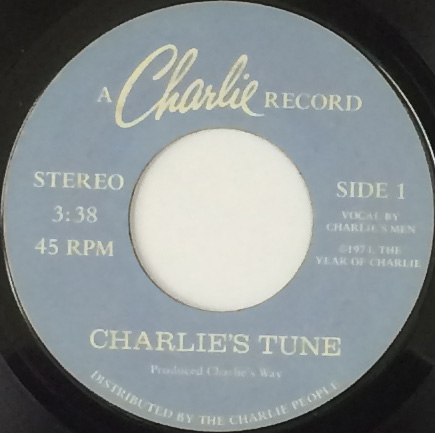 A Charlie RECORD
STEREO
3:38
45 RPM
SIDE 1
VOCAL BY
CHARLIE'S MEN
©1974, THE
YEAR OF CHARLIE
CHARLIE'S TUNE
Produced Charlie's Way
DISTRIBUTED BY THE CHARLIE PEOPLE